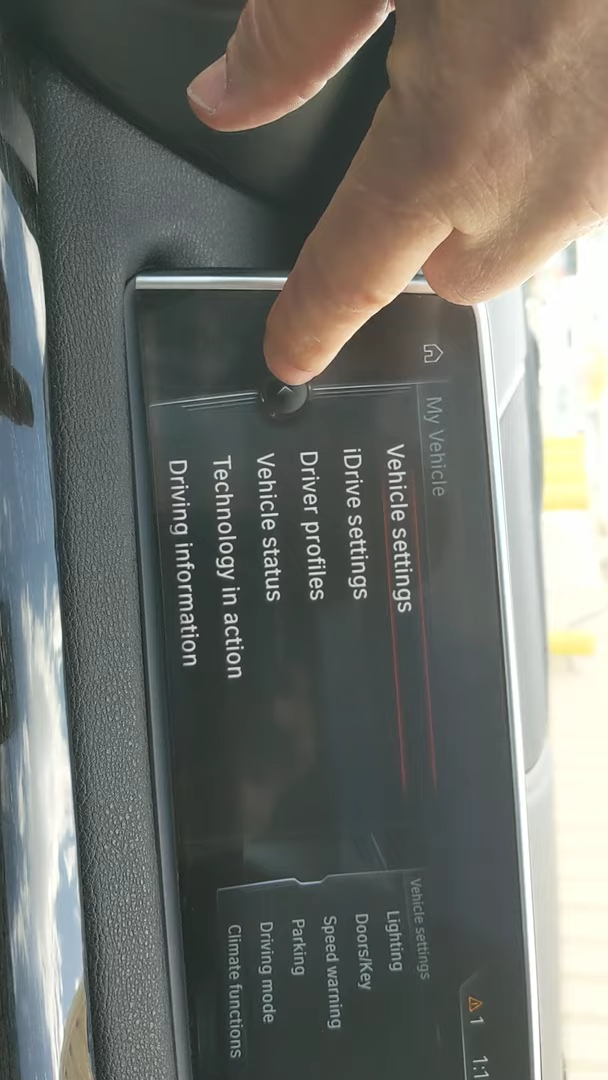 My Vehicle
Vehicle settings
iDrive settings
Driver profiles
Vehicle status
Technology in action
Driving information
Vehicle settings
Lighting
Doors/Key
Speed warning
Parking
Driving mode
Climate functions
1